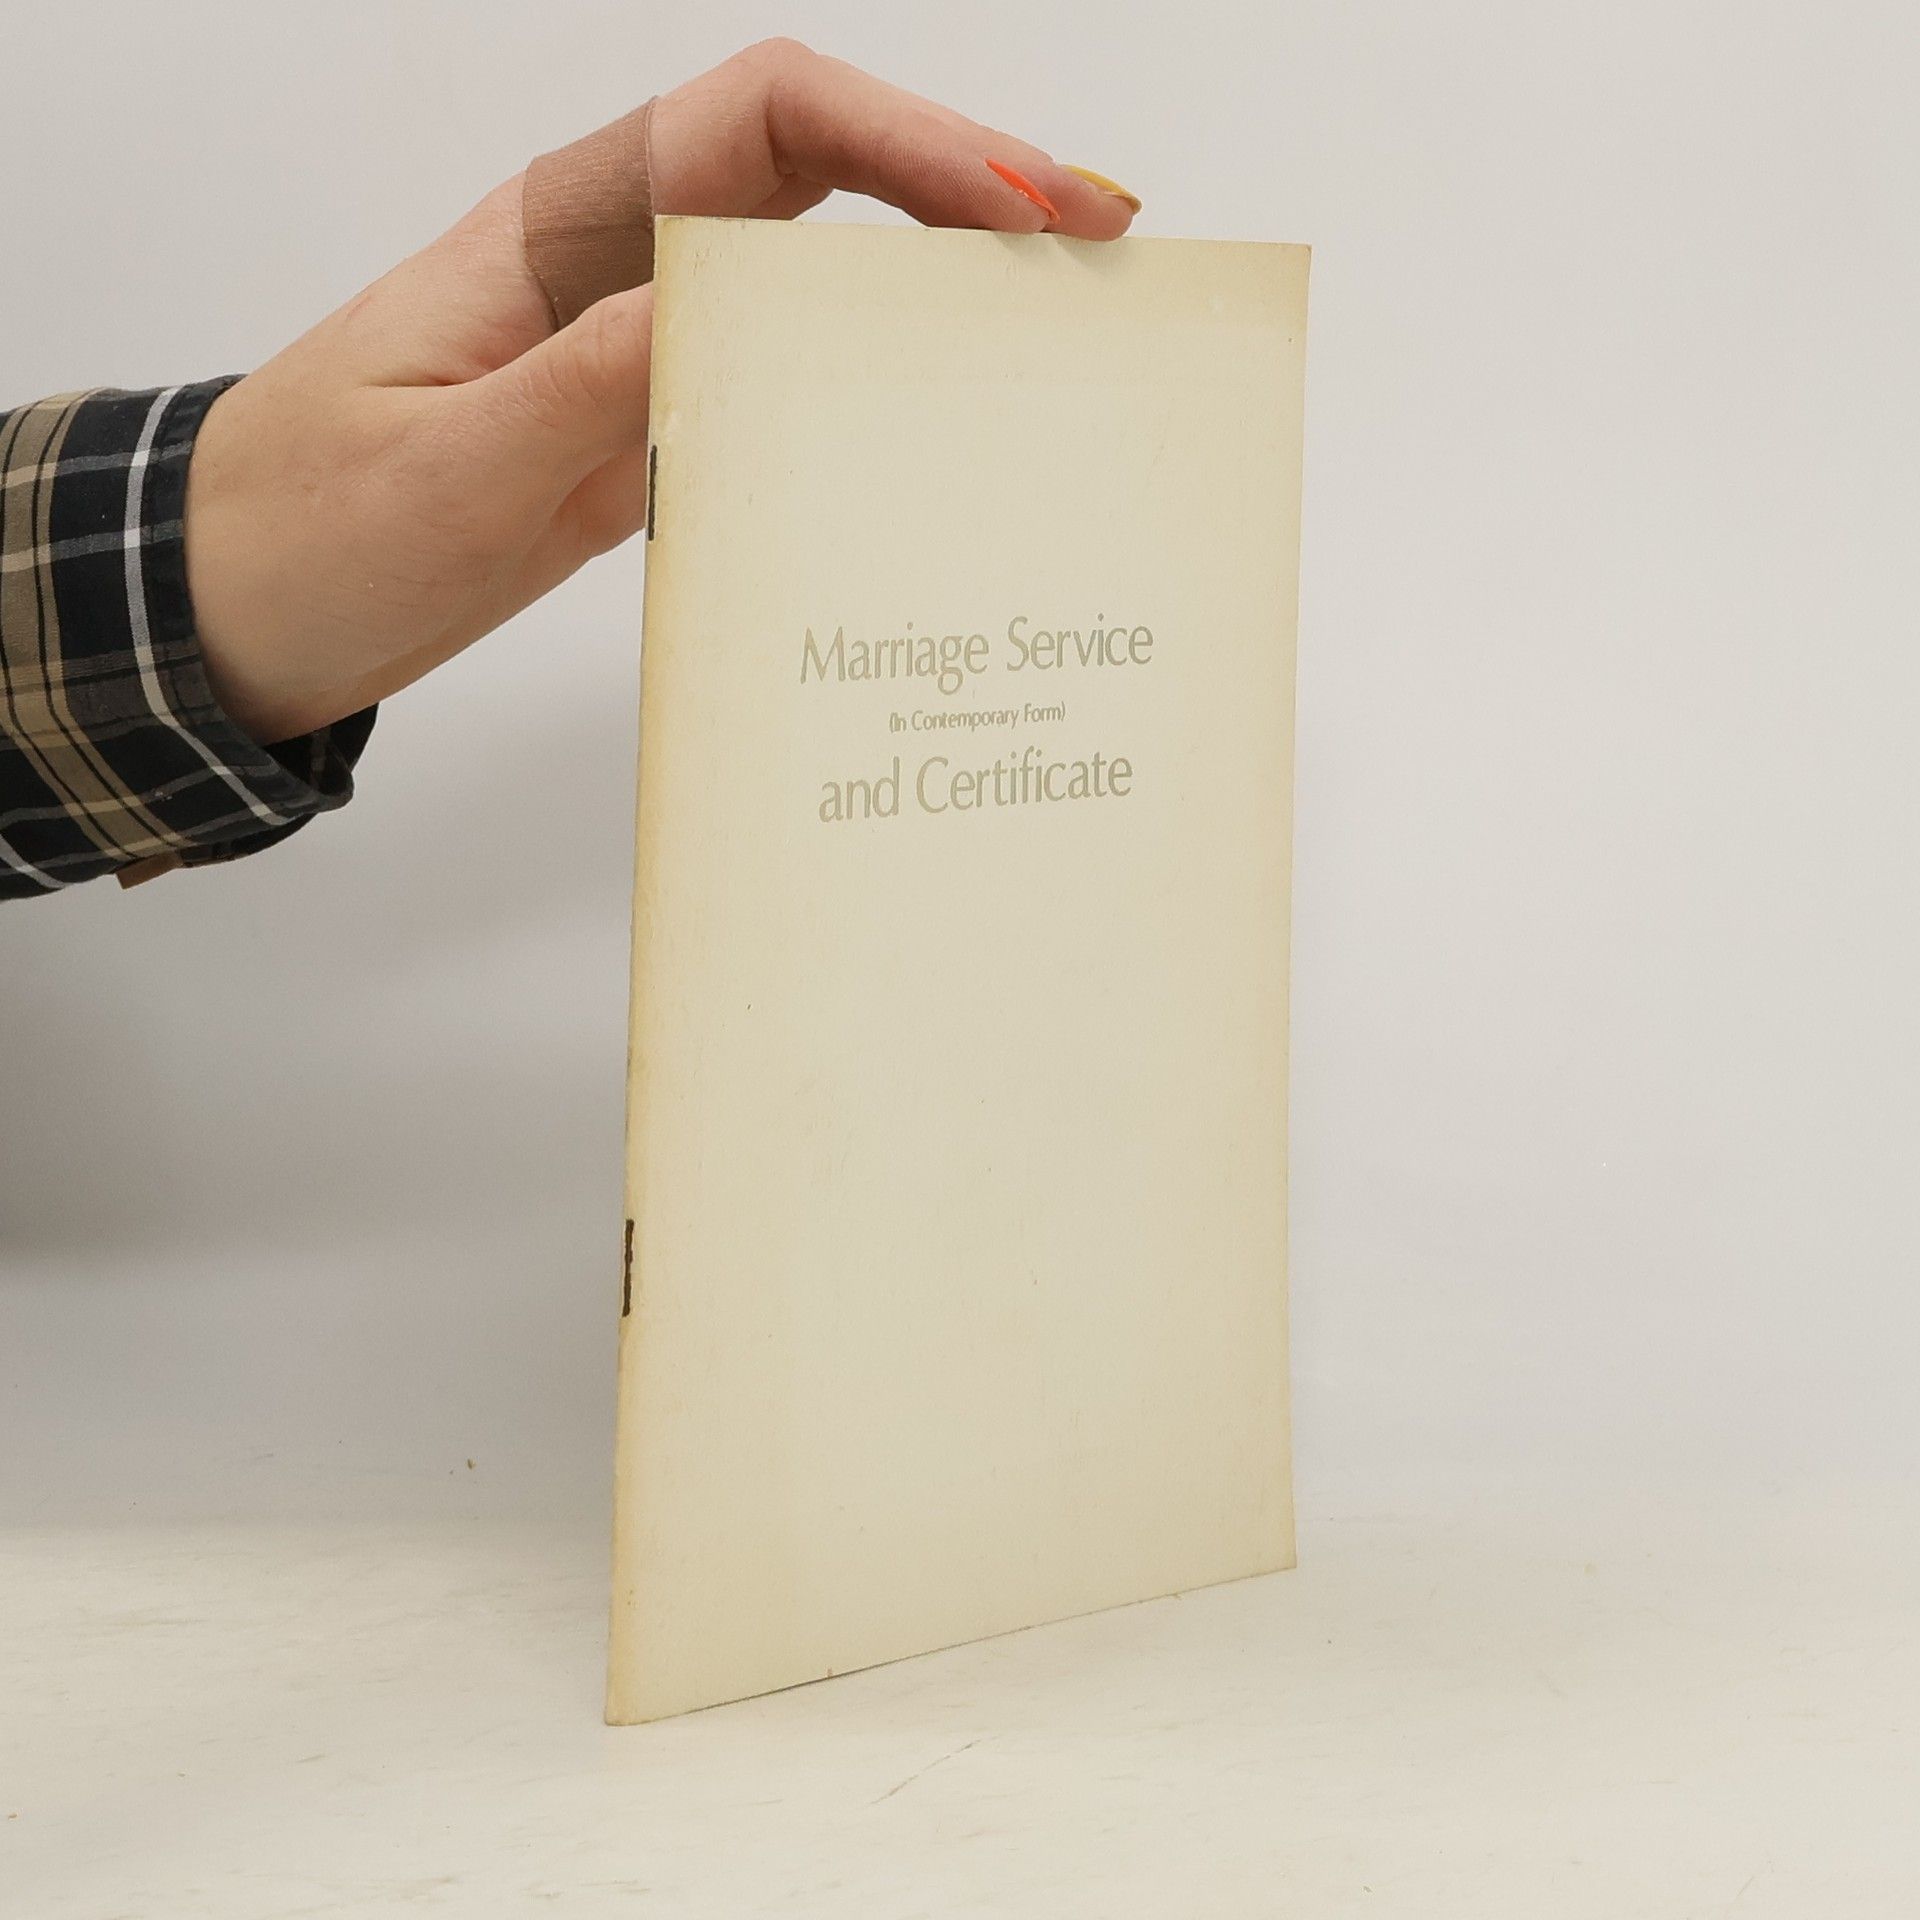 Marriage Service
(In Contemporary Form)
and Certificate